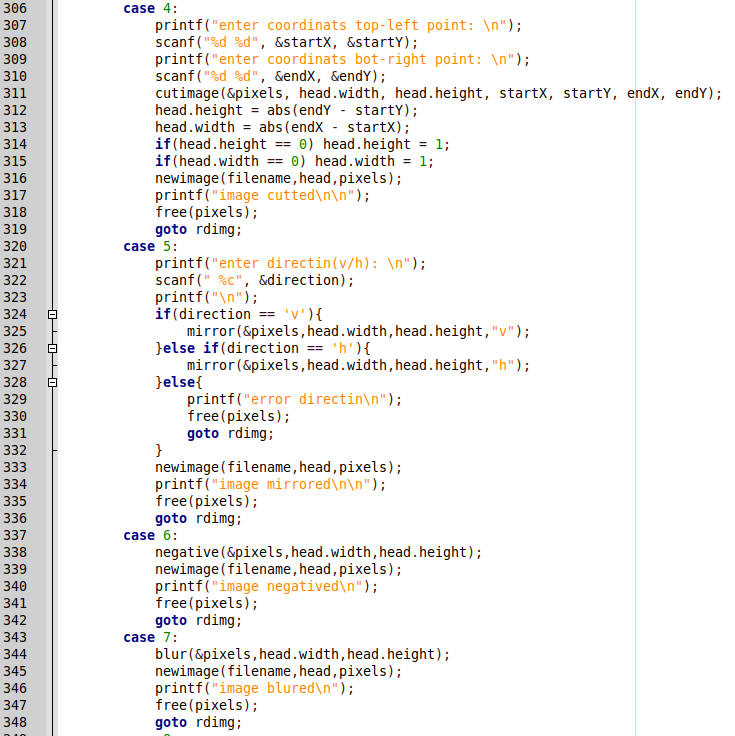 306 case 4:
307 printf("enter coordinats top-left point: \n");
308 scanf("%d %d", &startX, &startY);
309 printf("enter coordinats bot-right point: \n");
310 scanf("%d %d", &endX, &endY);
311 cutimage(&pixels, head.width, head.height, startX, startY, endX, endY);
312 head.height = abs(endY - startY);
313 head.width = abs(endX - startX);
314 if(head.height == 0) head.height = 1;
315 if(head.width == 0) head.width = 1;
316 newimage(filename,head,pixels);
317 printf("image cutted\n\n");
318 free(pixels);
319 goto rdimg;
320 case 5:
321 printf("enter directin(v/h): \n");
322 scanf(" %c", &direction);
323 printf("\n");
324 if(direction == 'v'){
325 mirror(&pixels,head.width,head.height,"v");
326 }else if(direction == 'h'){
327 mirror(&pixels,head.width,head.height,"h");
328 }else{
329 printf("error directin\n");
330 free(pixels);
331 goto rdimg;
332 }
333 newimage(filename,head,pixels);
334 printf("image mirrored\n\n");
335 free(pixels);
336 goto rdimg;
337 case 6:
338 negative(&pixels,head.width,head.height);
339 newimage(filename,head,pixels);
340 printf("image negatived\n");
341 free(pixels);
342 goto rdimg;
343 case 7:
344 blur(&pixels,head.width,head.height);
345 newimage(filename,head,pixels);
346 printf("image blured\n");
347 free(pixels);
348 goto rdimg;